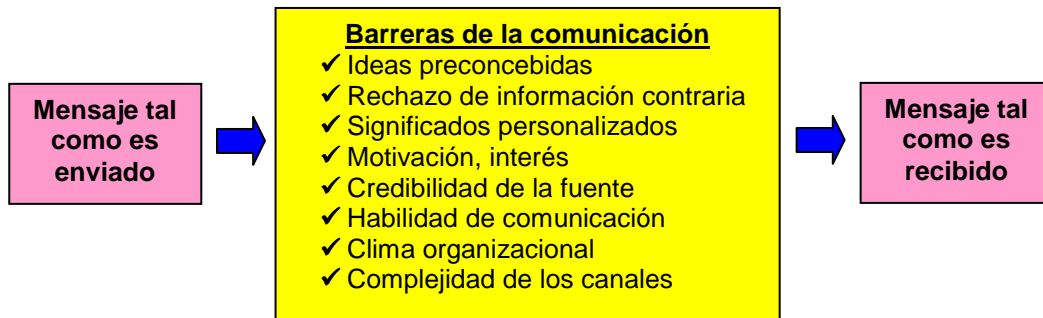 Mensaje tal
como es
enviado
Barreras de la comunicación
✓ Ideas preconcebidas
✓ Rechazo de información contraria
✓ Significados personalizados
✓ Motivación, interés
✓ Credibilidad de la fuente
✓ Habilidad de comunicación
✓ Clima organizacional
✓ Complejidad de los canales
Mensaje tal
como es
recibido